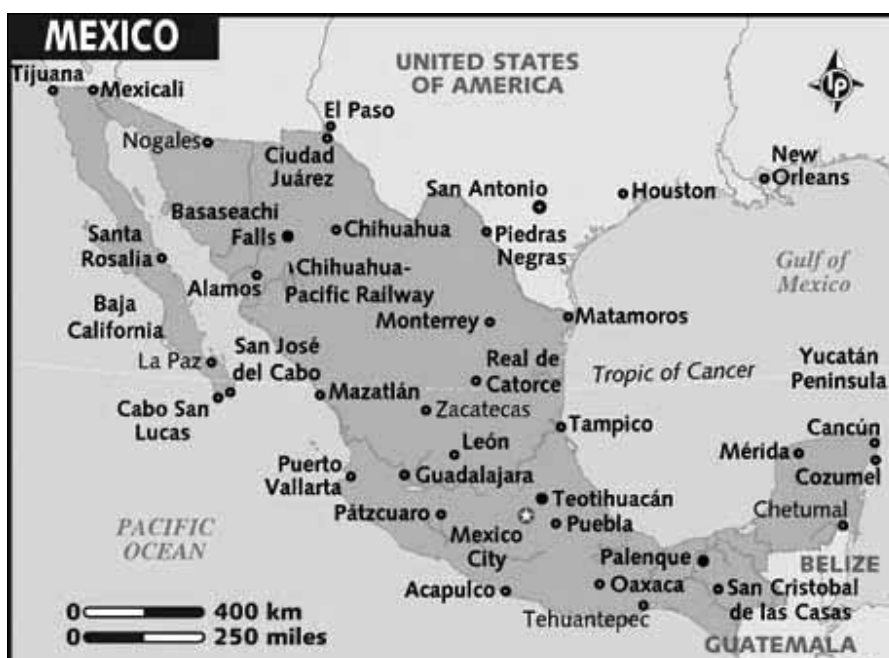 MEXICO
UNITED STATES
OF AMERICA
lp
Tijuana
Mexicali
El Paso
Nogales
Ciudad
Juárez
New
Orleans
San Antonio
Houston
Basaseachi
Falls
Chihuahua
Piedras
Negras
Santa
Rosalia
Gulf of
Mexico
Alamos
Chihuahua-
Pacific Railway
Baja
California
Monterrey
Matamoros
La Paz
San José
del Cabo
Real de
Catorce
Tropic of Cancer
Yucatán
Peninsula
Mazatlán
Cabo San
Lucas
Zacatecas
Tampico
Cancún
León
Mérida
Puerto
Vallarta
Guadalajara
Cozumel
Teotihuacán
Chetumal
Pátzcuaro
Puebla
PACIFIC
OCEAN
Mexico
City
Palenque
BELIZE
Acapulco
Oaxaca
San Cristobal
de las Casas
Tehuantepec
0 400 km
0 250 miles
GUATEMALA